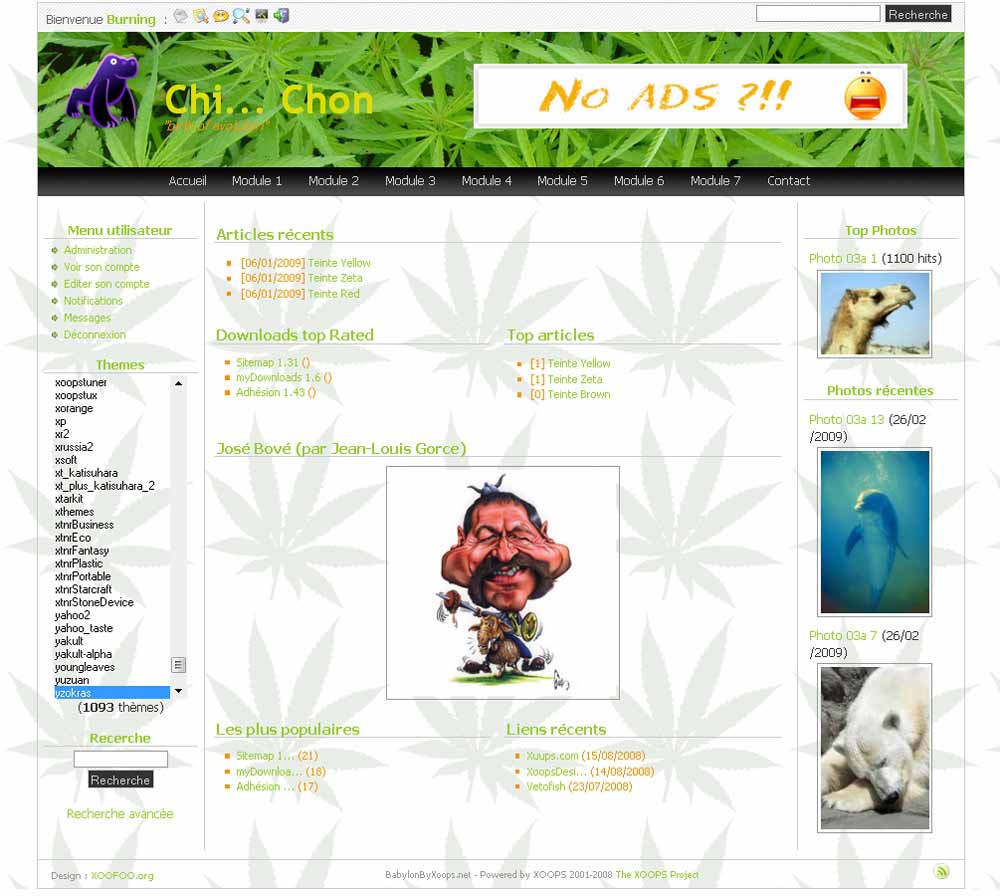 Bienvenue Burning :
Recherche
Chi... Chon
No ADS ?!!
Accueil Module 1 Module 2 Module 3 Module 4 Module 5 Module 6 Module 7 Contact
Menu utilisateur
Administration
Voir son compte
Editer son compte
Notifications
Messages
Déconnexion
Themes
xoopstuner
xoopstux
xorange
xp
xr2
xrussia2
xsoft
xt_katisuhara
xt_plus_katisuhara_2
xtarkit
xthemes
xtnrBusiness
xtnrEco
xtnrFantasy
xtnrPlastic
xtnrPortable
xtnrStarcraft
xtnrStoneDevice
yahoo2
yahoo_taste
yakult
yakult-alpha
youngleaves
yuzuan
yzokras
(1093 thèmes)
Recerche
Recherche
Recherche avancée
Articles récents
[06/01/2009] Teinte Yellow
[06/01/2009] Teinte Zeta
[06/01/2009] Teinte Red
Downloads top Rated
Sitemap 1.31 ()
myDownloads 1.6 ()
Adhésion 1.43 ()
Top articles
[1] Teinte Yellow
[1] Teinte Zeta
[0] Teinte Brown
José Bové (par Jean-Louis Gorce)
Les plus populaires
Sitemap 1... (21)
myDownloa... (18)
Adhésion ... (17)
Liens récents
Xuups.com (15/08/2008)
XoopsDesi... (14/08/2008)
Vetofish (23/07/2008)
Top Photos
Photo 03a 1 (1100 hits)
Photos récentes
Photo 03a 13 (26/02
/2009)
Photo 03a 7 (26/02
/2009)
Design : XOOFOO.org
BabylonByXoops.net - Powered by XOOPS 2001-2008 The XOOPS Project